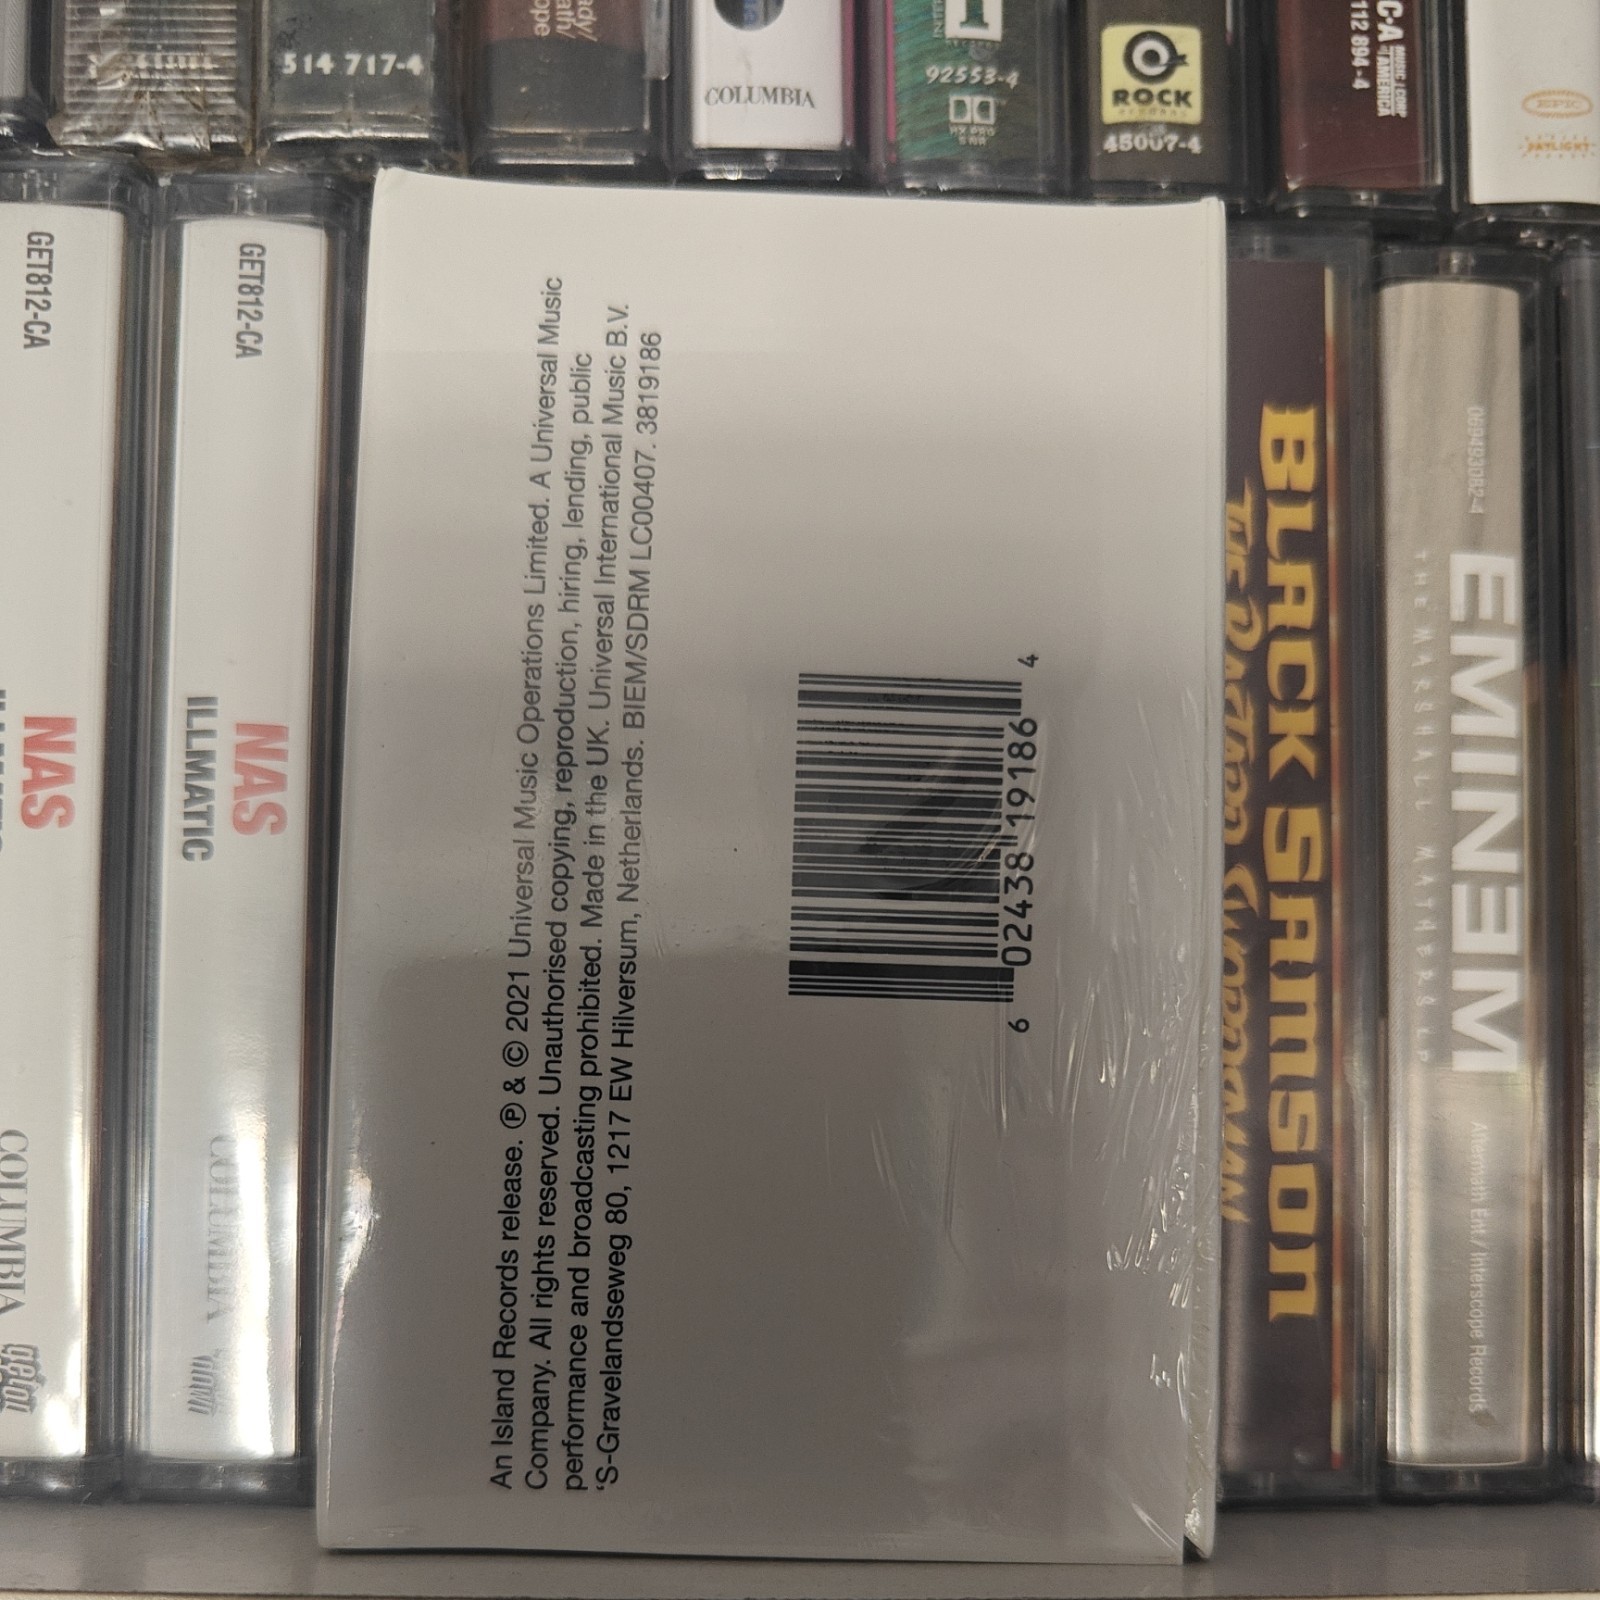 514 717-4
COLUMBIA
92553-4
ROCK
45007-4
112 894-4
EPIC
DAYLIGHT
GET812-CA
NAS
COLUMBIA
GET812-CA
NAS
ILLMATIC
COLUMBIA
An Island Records release. Ⓟ & © 2021 Universal Music Operations Limited. A Universal Music
Company. All rights reserved. Unauthorised copying, reproduction, hiring, lending, public
performance and broadcasting prohibited. Made in the UK. Universal International Music B.V.
'S-Gravelandseweg 80, 1217 EW Hilversum, Netherlands. BIEM/SDRM LC00407. 3819186
6 02438 19186 4
BLACK SAMSON
EMINEM
THE MARSHALL MATHERS LP
069493082-4
Aftermath Ent / Interscope Records